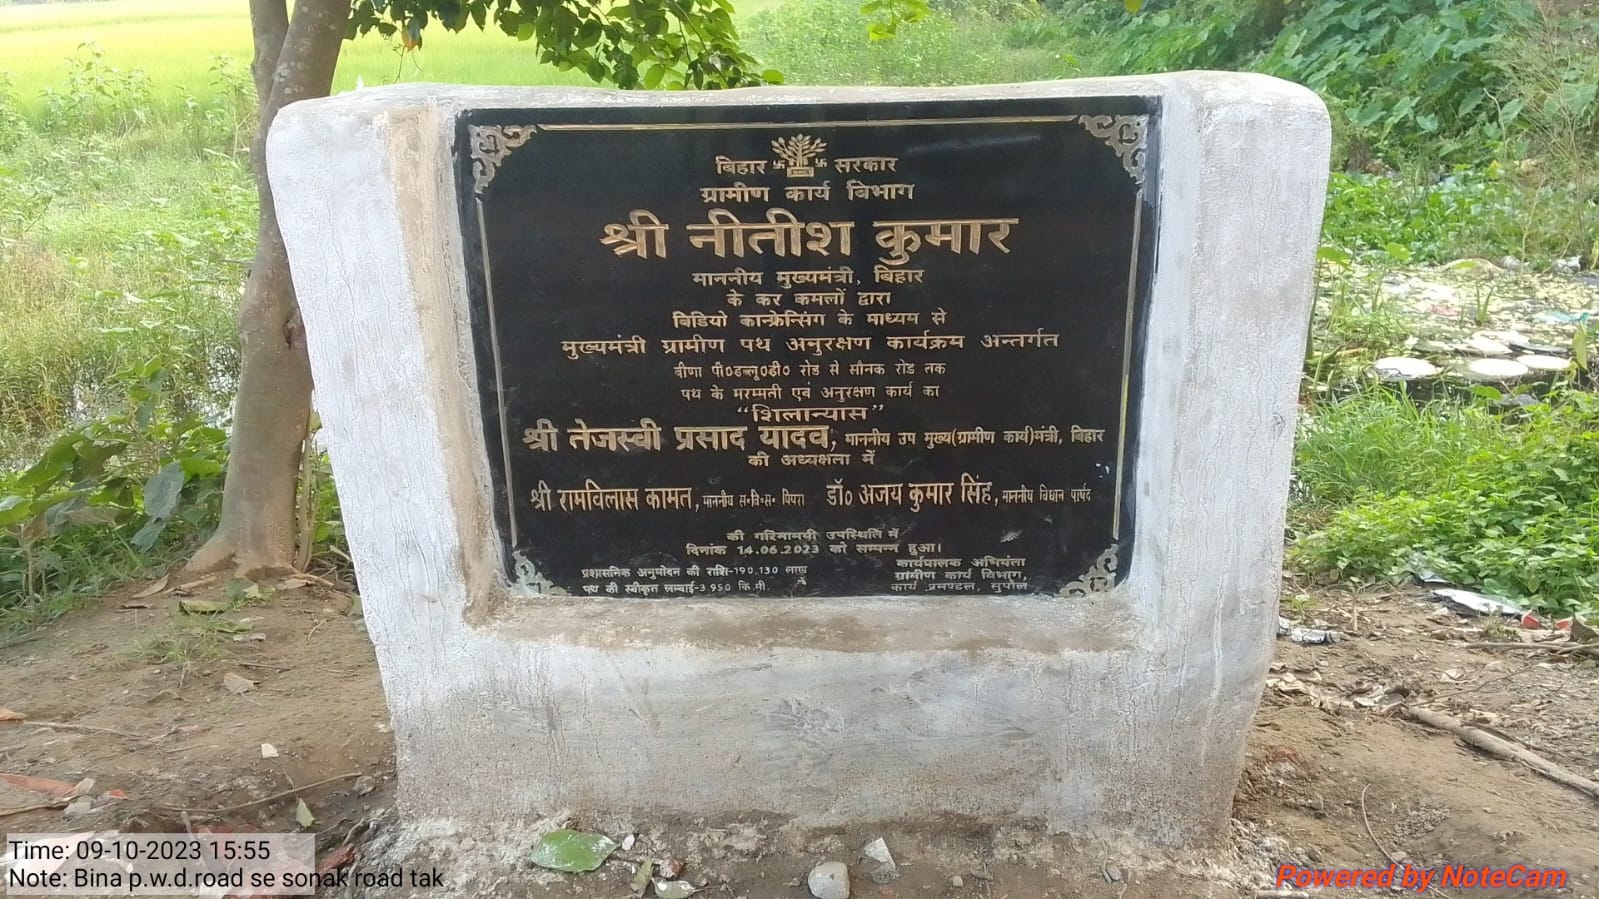 बिहार सरकार
ग्रामीण कार्य विभाग
श्री नीतीश कुमार
माननीय मुख्यमंत्री, बिहार
के कर कमलों द्वारा
बिडियो कान्फ्रेन्सिंग के माध्यम से
मुख्यमंत्री ग्रामीण पथ अनुरक्षण कार्यक्रम अन्तर्गत
वीणा पी०डब्लू०डी० रोड से सौनक रोड तक
पथ के मरम्मती एवं अनुरक्षण कार्य का
“शिलान्यास”
श्री तेजस्वी प्रसाद यादव, माननीय उप मुख्य(ग्रामीण कार्य)मंत्री, बिहार
की अध्यक्षता में
श्री रामविलास कामत, माननीय स०वि०स० पिपरा डॉ० अजय कुमार सिंह, माननीय विधान पार्षद
की गरिमामयी उपस्थिति में
दिनांक 14.06.2023 को सम्पन्न हुआ।
प्रशासनिक अनुमोदन की राशि-190.130 लाख
पथ की स्वीकृत लम्बाई-3.950 कि.मी.
कार्यपालक अभियंता
ग्रामीण कार्य विभाग,
कार्य प्रमण्डल, सुपौल
Time: 09-10-2023 15:55
Note: Bina p.w.d.road se sonak road tak
Powered by NoteCam